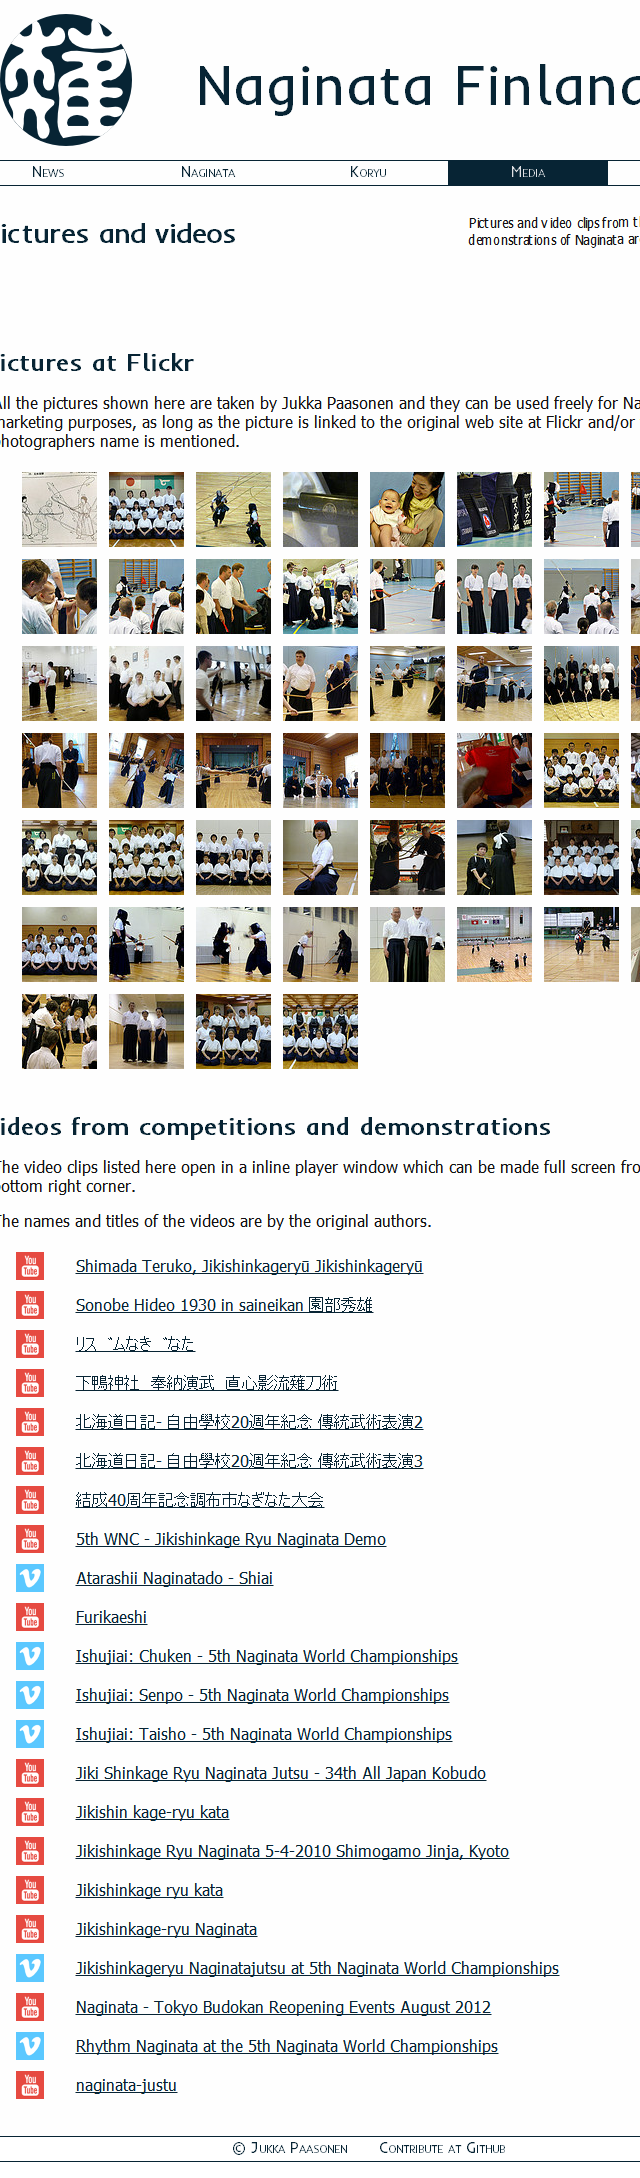 Naginata Finland
News Naginata Koryu Media
ictures and videos
Pictures and video clips from
demonstrations of Naginata
ictures at Flickr
All the pictures shown here are taken by Jukka Paasonen and they can be used freely for Na
marketing purposes, as long as the picture is linked to the original web site at Flickr and/or
photographers name is mentioned.
ideos from competitions and demonstrations
The video clips listed here open in a inline player window which can be made full screen fro
bottom right corner.
The names and titles of the videos are by the original authors.
You Tube Shimada Teruko, Jikishinkageryū Jikishinkageryū
You Tube Sonobe Hideo 1930 in saineikan 園部秀雄
You Tube リズムなぎなた
You Tube 下鴨神社　奉納演武　直心影流薙刀術
You Tube 北海道日記- 自由學校20週年紀念 傳統武術表演2
You Tube 北海道日記- 自由學校20週年紀念 傳統武術表演3
You Tube 結成40周年記念調布市なぎなた大会
You Tube 5th WNC - Jikishinkage Ryu Naginata Demo
Atarashii Naginatado - Shiai
You Tube Furikaeshi
Ishujiai: Chuken - 5th Naginata World Championships
Ishujiai: Senpo - 5th Naginata World Championships
Ishujiai: Taisho - 5th Naginata World Championships
You Tube Jiki Shinkage Ryu Naginata Jutsu - 34th All Japan Kobudo
You Tube Jikishin kage-ryu kata
You Tube Jikishinkage Ryu Naginata 5-4-2010 Shimogamo Jinja, Kyoto
You Tube Jikishinkage ryu kata
You Tube Jikishinkage-ryu Naginata
Jikishinkageryu Naginatajutsu at 5th Naginata World Championships
You Tube Naginata - Tokyo Budokan Reopening Events August 2012
Rhythm Naginata at the 5th Naginata World Championships
You Tube naginata-justu
© Jukka Paasonen Contribute at Github